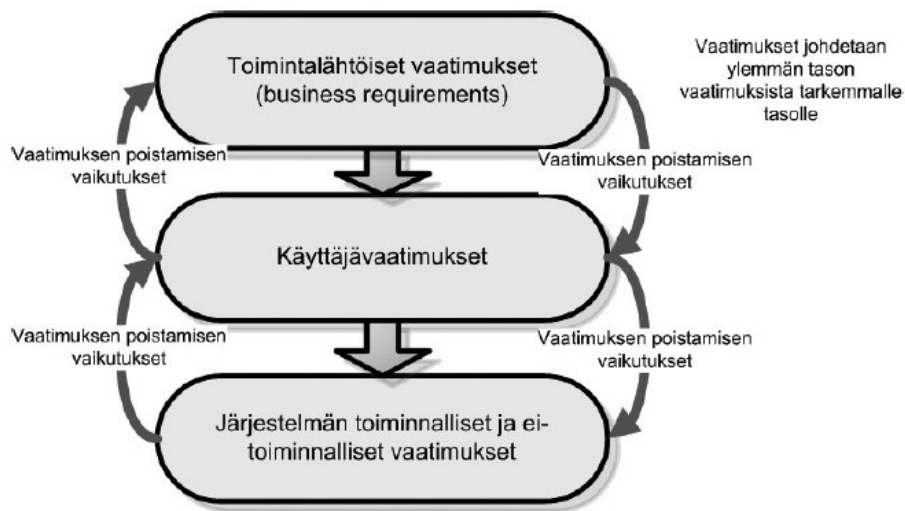 Toimintalähtöiset vaatimukset
(business requirements)
Vaatimukset johdetaan
ylemmän tason
vaatimuksista tarkemmalle
tasolle
Vaatimuksen poistamisen
vaikutukset
Vaatimuksen poistamisen
vaikutukset
Käyttäjävaatimukset
Vaatimuksen poistamisen
vaikutukset
Vaatimuksen poistamisen
vaikutukset
Järjestelmän toiminnalliset ja ei-
toiminnalliset vaatimukset